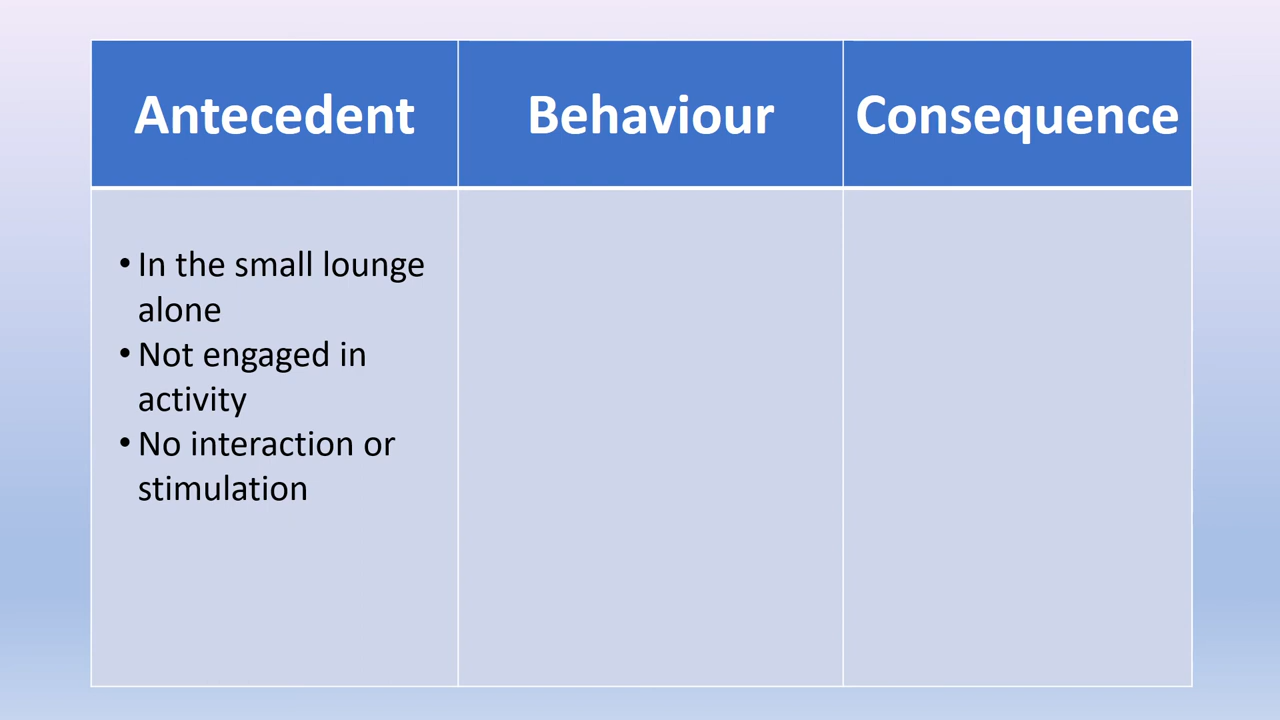 Antecedent Behaviour Consequence
• In the small lounge
alone
• Not engaged in
activity
• No interaction or
stimulation